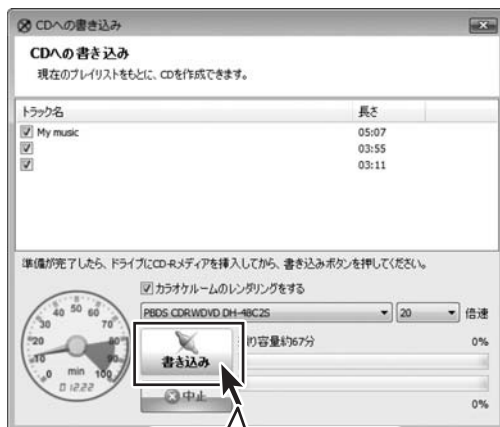 CDへの書き込み
CDへの書き込み
現在のプレイリストをもとに、CDを作成できます。
トラック名 長さ
My music 05:07
03:55
03:11
準備が完了したら、ドライブにCD-Rメディアを挿入してから、書き込みボタンを押してください。
カラオケルームのレンダリングをする
PBDS CDRWDVD DH-48C2S 20 倍速
り容量約67分 0%
書き込み
中止
0%
0 10 20 30 40 50 60 70 80 90 100
min
01222